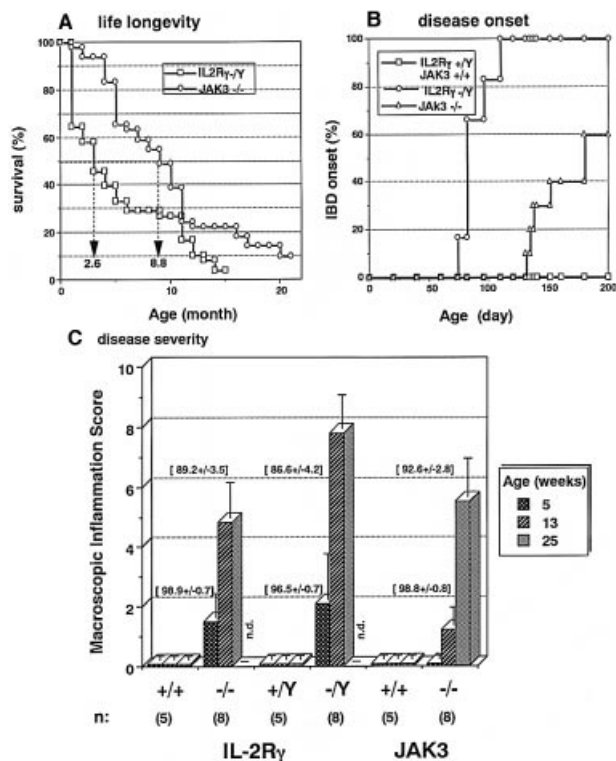 A life longevity
survival (%)
100
80
60
40
20
0
IL2Rγ-/Y
JAK3 -/-
2.6
8.8
0
10
20
Age (month)
B disease onset
IBD onset (%)
100
80
60
40
20
0
IL2Rγ +/Y
JAK3 +/+
IL2Rγ -/Y
JAk3 -/-
0
50
100
150
200
Age (day)
C disease severity
Macroscopic Inflammation Score
10
8
6
4
2
0
[ 89.2+/-3.5] [ 86.6+/-4.2] [ 92.6+/-2.8]
[ 98.9+/-0.7] [ 96.5+/-0.7] [ 98.8+/-0.8]
n.d. n.d.
Age (weeks)
5
13
25
+/+ -/- +/Y -/Y +/+ -/-
n: (5) (8) (5) (8) (5) (8)
IL-2Rγ JAK3